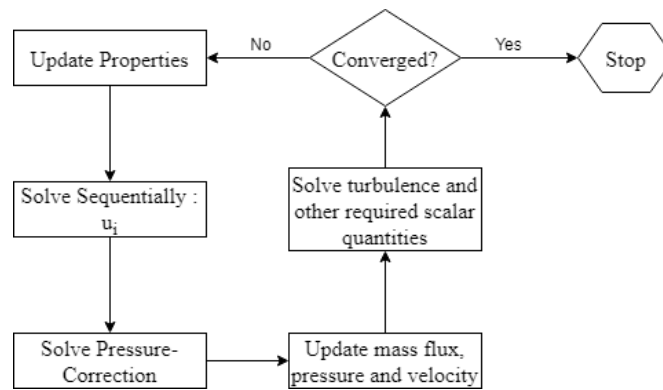 No
Yes
Update Properties
Converged?
Stop
Solve Sequentially :
u_i
Solve turbulence and
other required scalar
quantities
Solve Pressure-
Correction
Update mass flux,
pressure and velocity